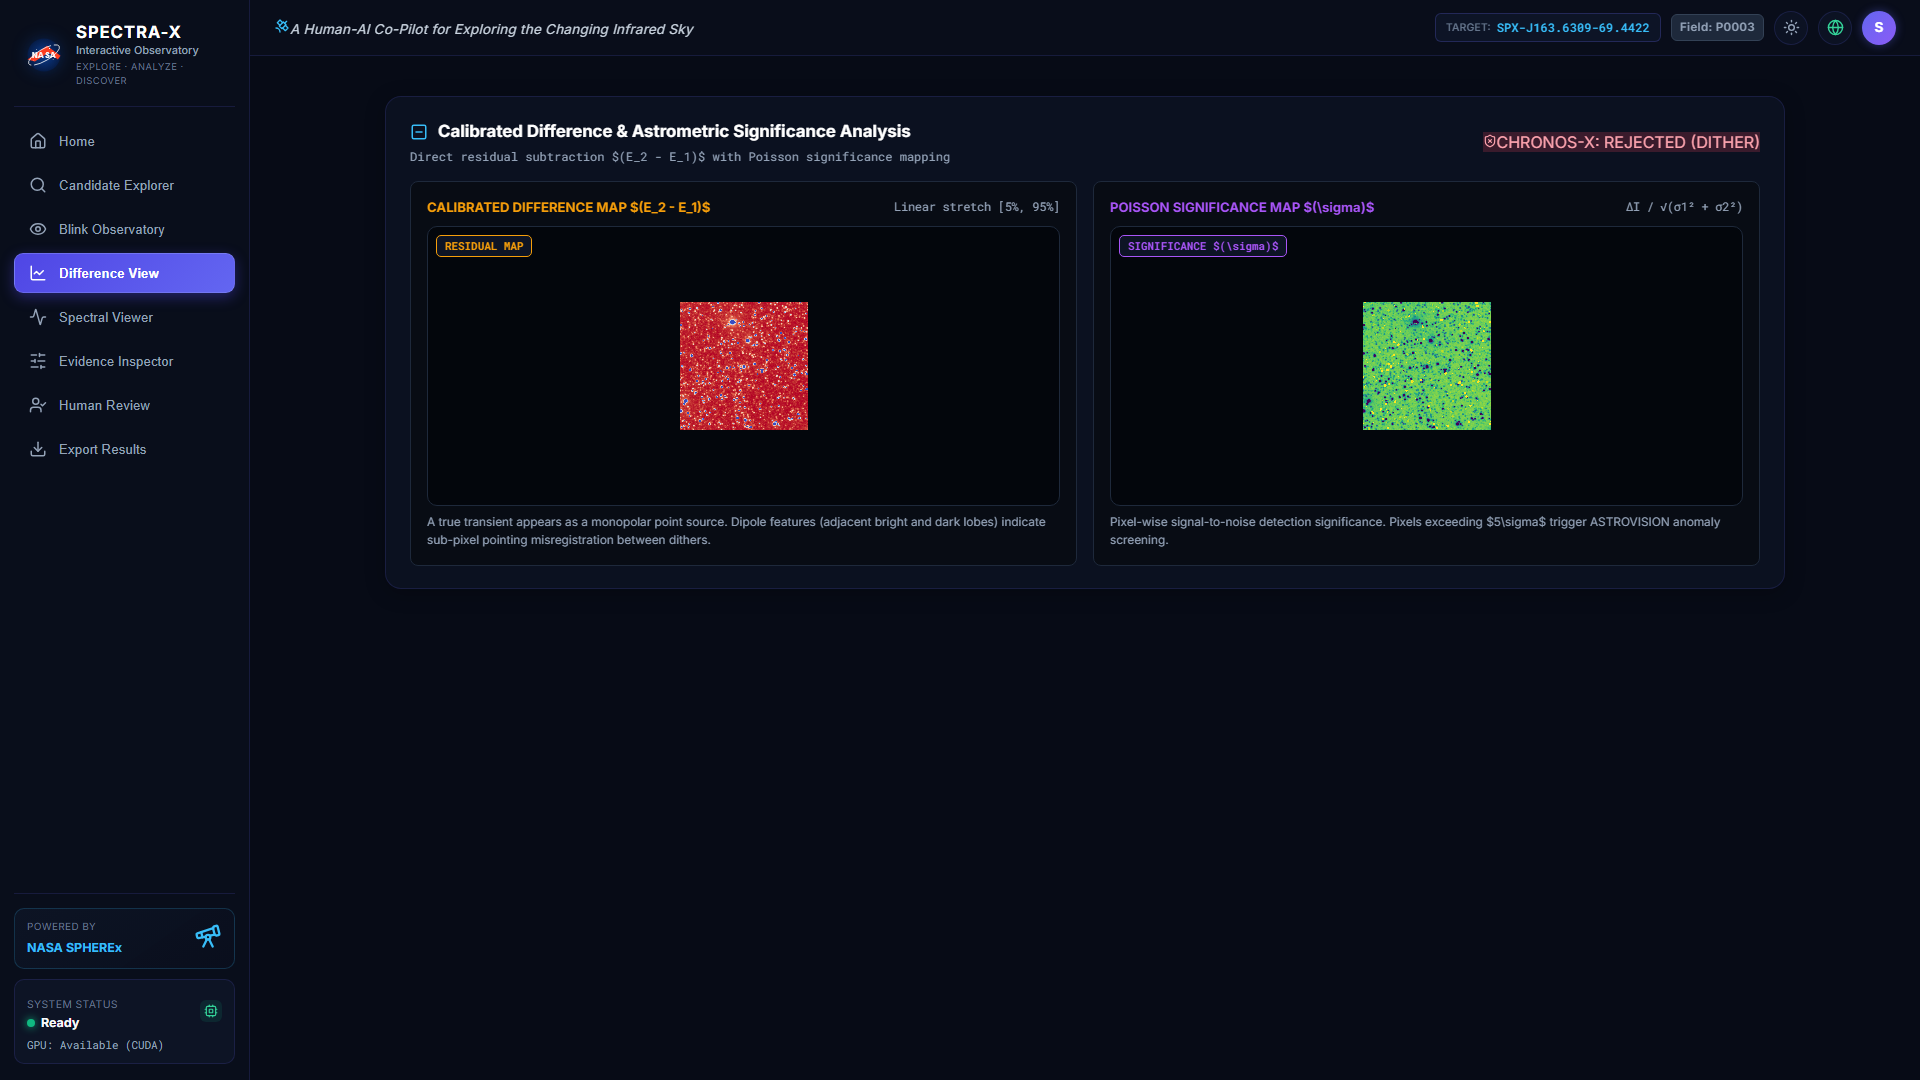 NASA
SPECTRA-X
Interactive Observatory
EXPLORE · ANALYZE ·
DISCOVER
Home
Candidate Explorer
Blink Observatory
Difference View
Spectral Viewer
Evidence Inspector
Human Review
Export Results
POWERED BY
NASA SPHEREx
SYSTEM STATUS
Ready
GPU: Available (CUDA)
A Human-AI Co-Pilot for Exploring the Changing Infrared Sky
TARGET: SPX-J163.6309-69.4422
Field: P0003
S
Calibrated Difference & Astrometric Significance Analysis
Direct residual subtraction $(E_2 - E_1)$ with Poisson significance mapping
CHRONOS-X: REJECTED (DITHER)
CALIBRATED DIFFERENCE MAP $(E_2 - E_1)$
Linear stretch [5%, 95%]
RESIDUAL MAP
A true transient appears as a monopolar point source. Dipole features (adjacent bright and dark lobes) indicate
sub-pixel pointing misregistration between dithers.
POISSON SIGNIFICANCE MAP $(\sigma)$
ΔI / √(σ1² + σ2²)
SIGNIFICANCE $(\sigma)$
Pixel-wise signal-to-noise detection significance. Pixels exceeding $5\sigma$ trigger ASTROVISION anomaly
screening.